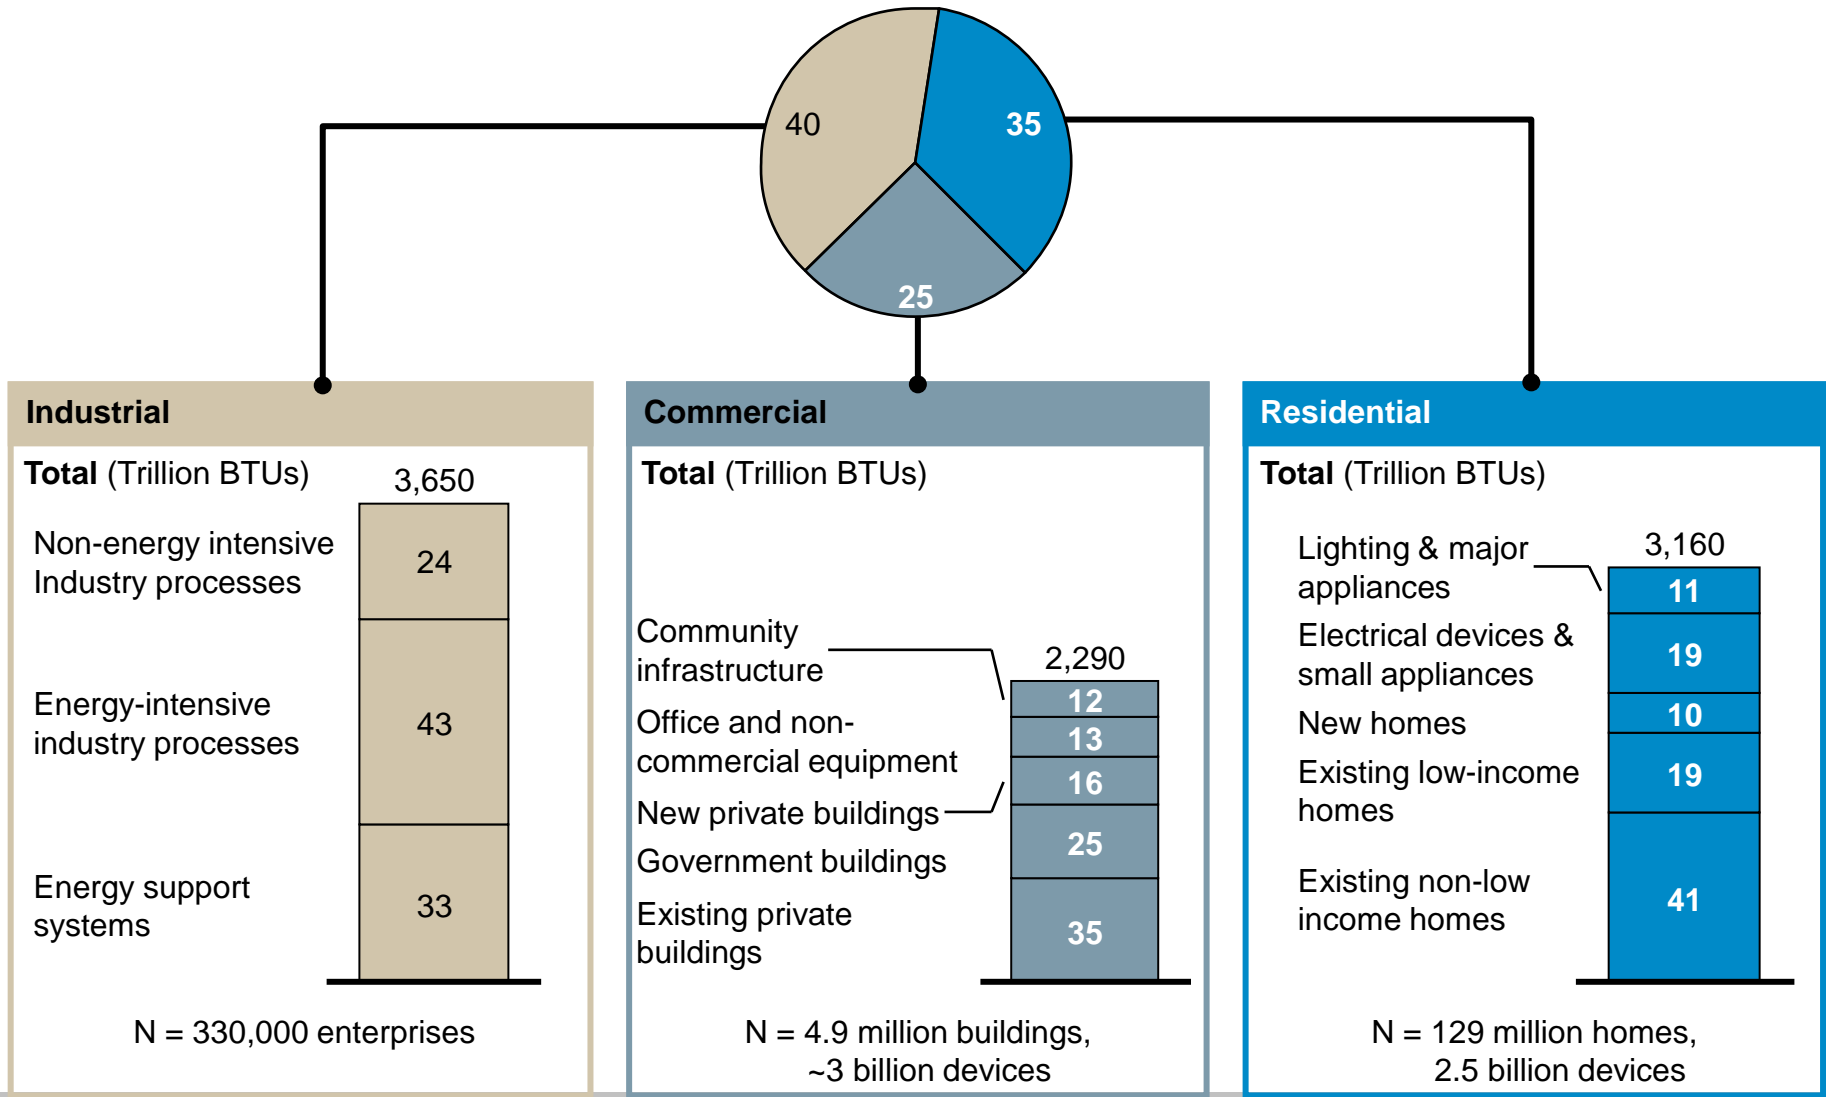 40
35
25
Industrial
Total (Trillion BTUs)
3,650
Non-energy intensive
Industry processes
24
Energy-intensive
industry processes
43
Energy support
systems
33
N = 330,000 enterprises
Commercial
Total (Trillion BTUs)
2,290
Community
infrastructure
12
Office and non-
commercial equipment
13
New private buildings
16
Government buildings
25
Existing private
buildings
35
N = 4.9 million buildings,
~3 billion devices
Residential
Total (Trillion BTUs)
3,160
Lighting & major
appliances
11
Electrical devices &
small appliances
19
New homes
10
Existing low-income
homes
19
Existing non-low
income homes
41
N = 129 million homes,
2.5 billion devices